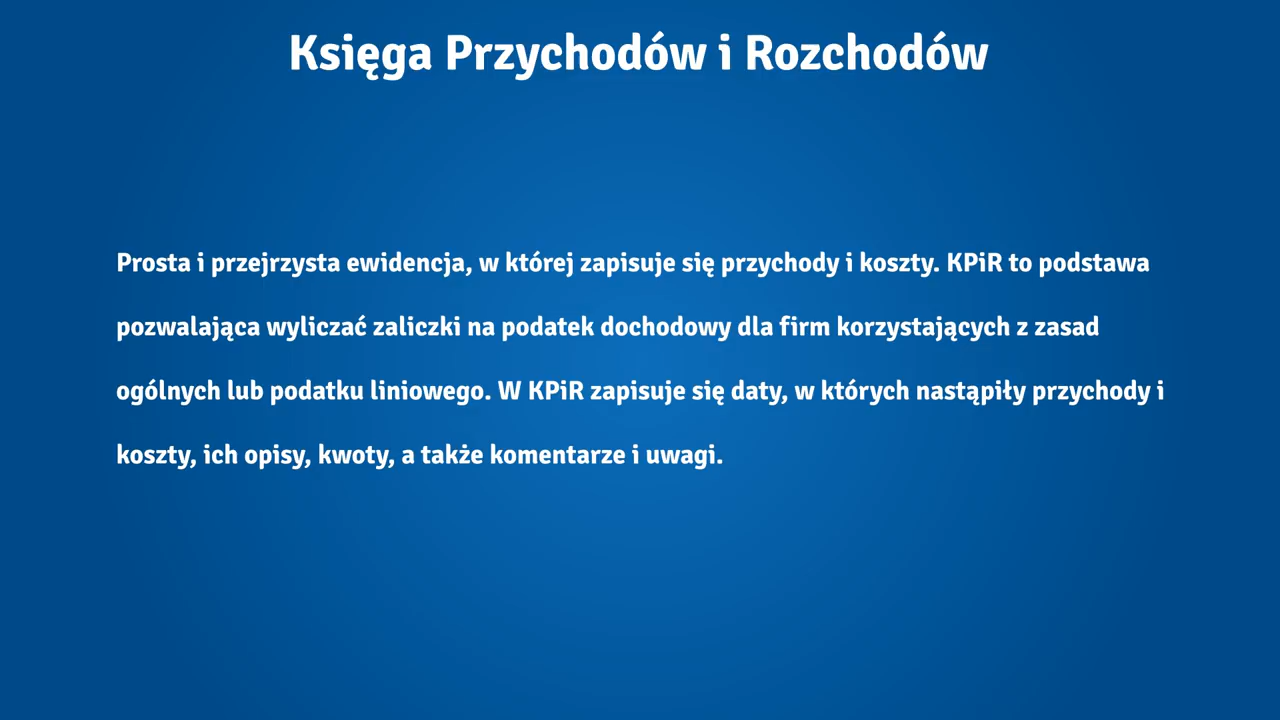 Księga Przychodów i Rozchodów
Prosta i przejrzysta ewidencja, w której zapisuje się przychody i koszty. KPiR to podstawa
pozwalająca wyliczać zaliczki na podatek dochodowy dla firm korzystających z zasad
ogólnych lub podatku liniowego. W KPiR zapisuje się daty, w których nastąpiły przychody i
koszty, ich opisy, kwoty, a także komentarze i uwagi.